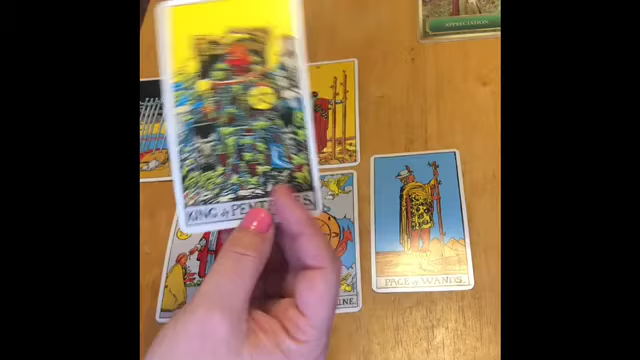 APPRECIATION
KING of PENTACLES
PAGE of WANDS.